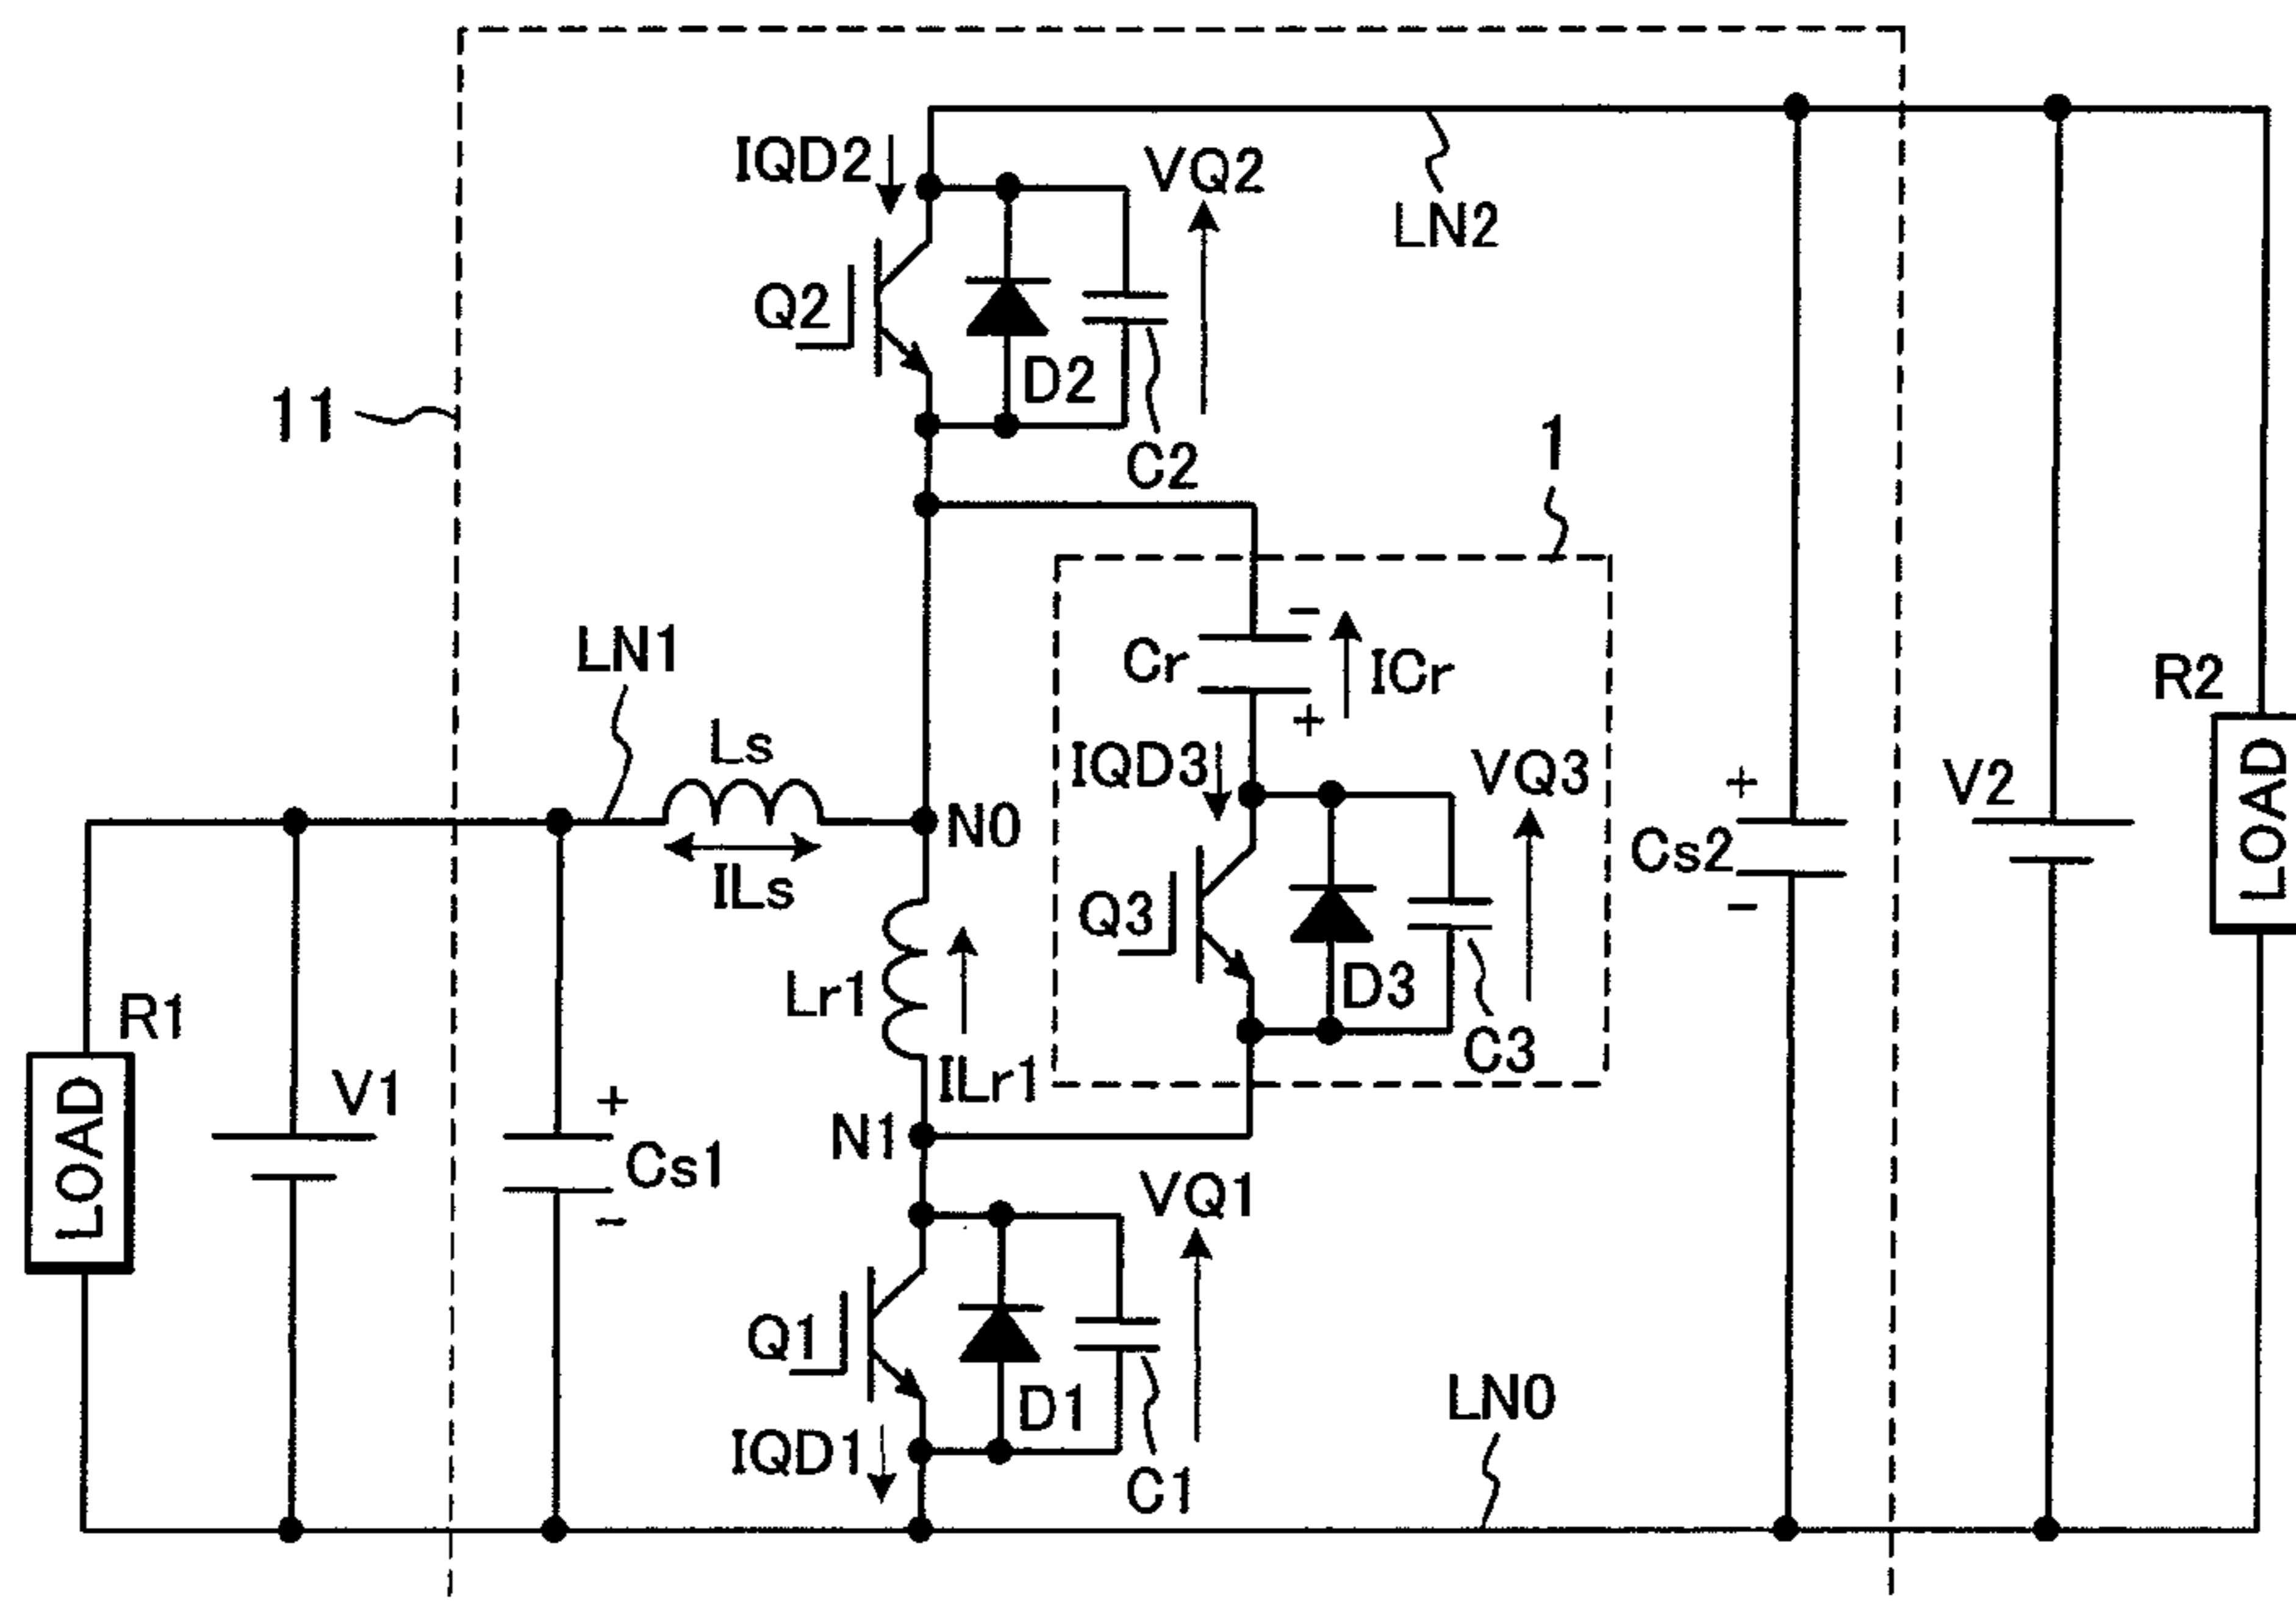 IQD2
VQ2
LN2
Q2
D2
11
C2
1
LN1
Cr
-
ICr
+
R2
Ls
IQD3
VQ3
V2
LOAD
N0
+
Cs2
-
ILs
Q3
D3
R1
Lr1
C3
V1
ILr1
LOAD
+
Cs1
-
N1
VQ1
Q1
D1
LN0
IQD1
C1